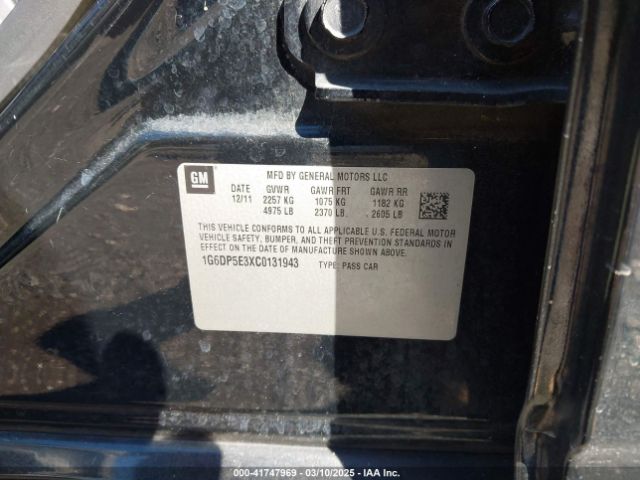 GM
MFD BY GENERAL MOTORS LLC
DATE GVWR GAWR FRT GAWR RR
12/11 2257 KG 1075 KG 1182 KG
4975 LB 2370 LB 2605 LB
THIS VEHICLE CONFORMS TO ALL APPLICABLE U.S. FEDERAL MOTOR
VEHICLE SAFETY, BUMPER, AND THEFT PREVENTION STANDARDS
IN EFFECT ON THE DATE OF MANUFACTURE SHOWN ABOVE.
1G6DP5E3XC0131943 TYPE: PASS CAR
000-41747969 — 03/10/2025 — IAA Inc.